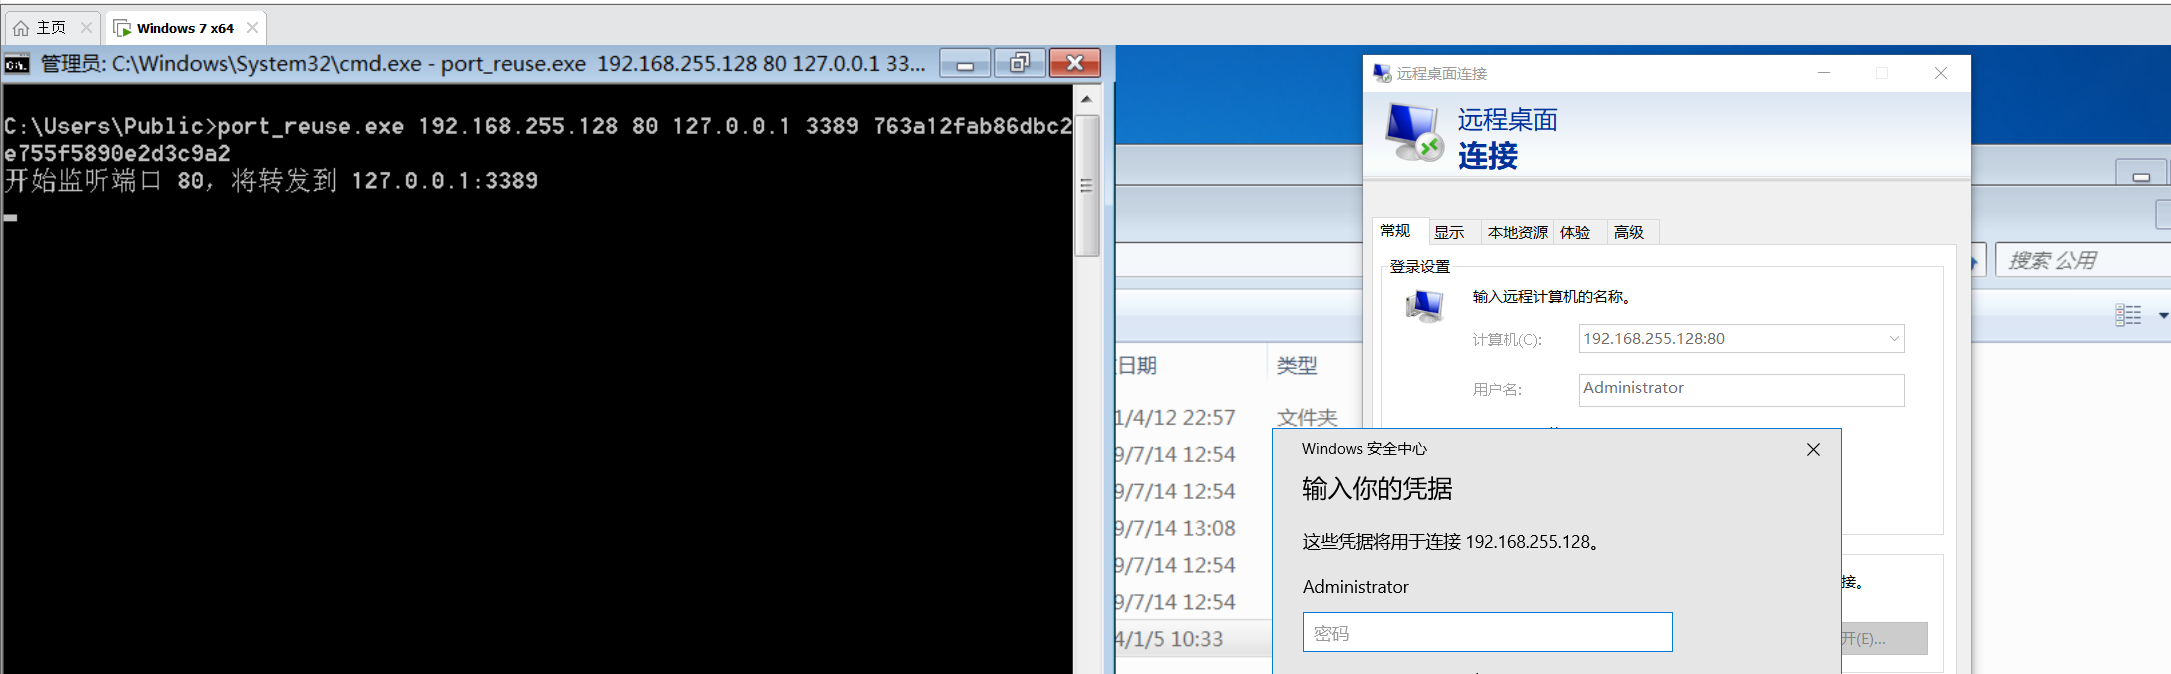 主页
Windows 7 x64
管理员: C:\Windows\System32\cmd.exe - port_reuse.exe  192.168.255.128 80 127.0.0.1 33...
C:\Users\Public>port_reuse.exe 192.168.255.128 80 127.0.0.1 3389 763a12fab86dbc2
e755f5890e2d3c9a2
开始监听端口 80，将转发到 127.0.0.1:3389
远程桌面连接
远程桌面
连接
常规 显示 本地资源 体验 高级
登录设置
输入远程计算机的名称。
计算机(C): 192.168.255.128:80
用户名: Administrator
搜索 公用
日期 类型
1/4/12 22:57 文件夹
9/7/14 12:54
9/7/14 12:54
9/7/14 13:08
9/7/14 12:54
9/7/14 12:54
4/1/5 10:33
Windows 安全中心
输入你的凭据
这些凭据将用于连接 192.168.255.128。
Administrator
密码
接。
开(E)...